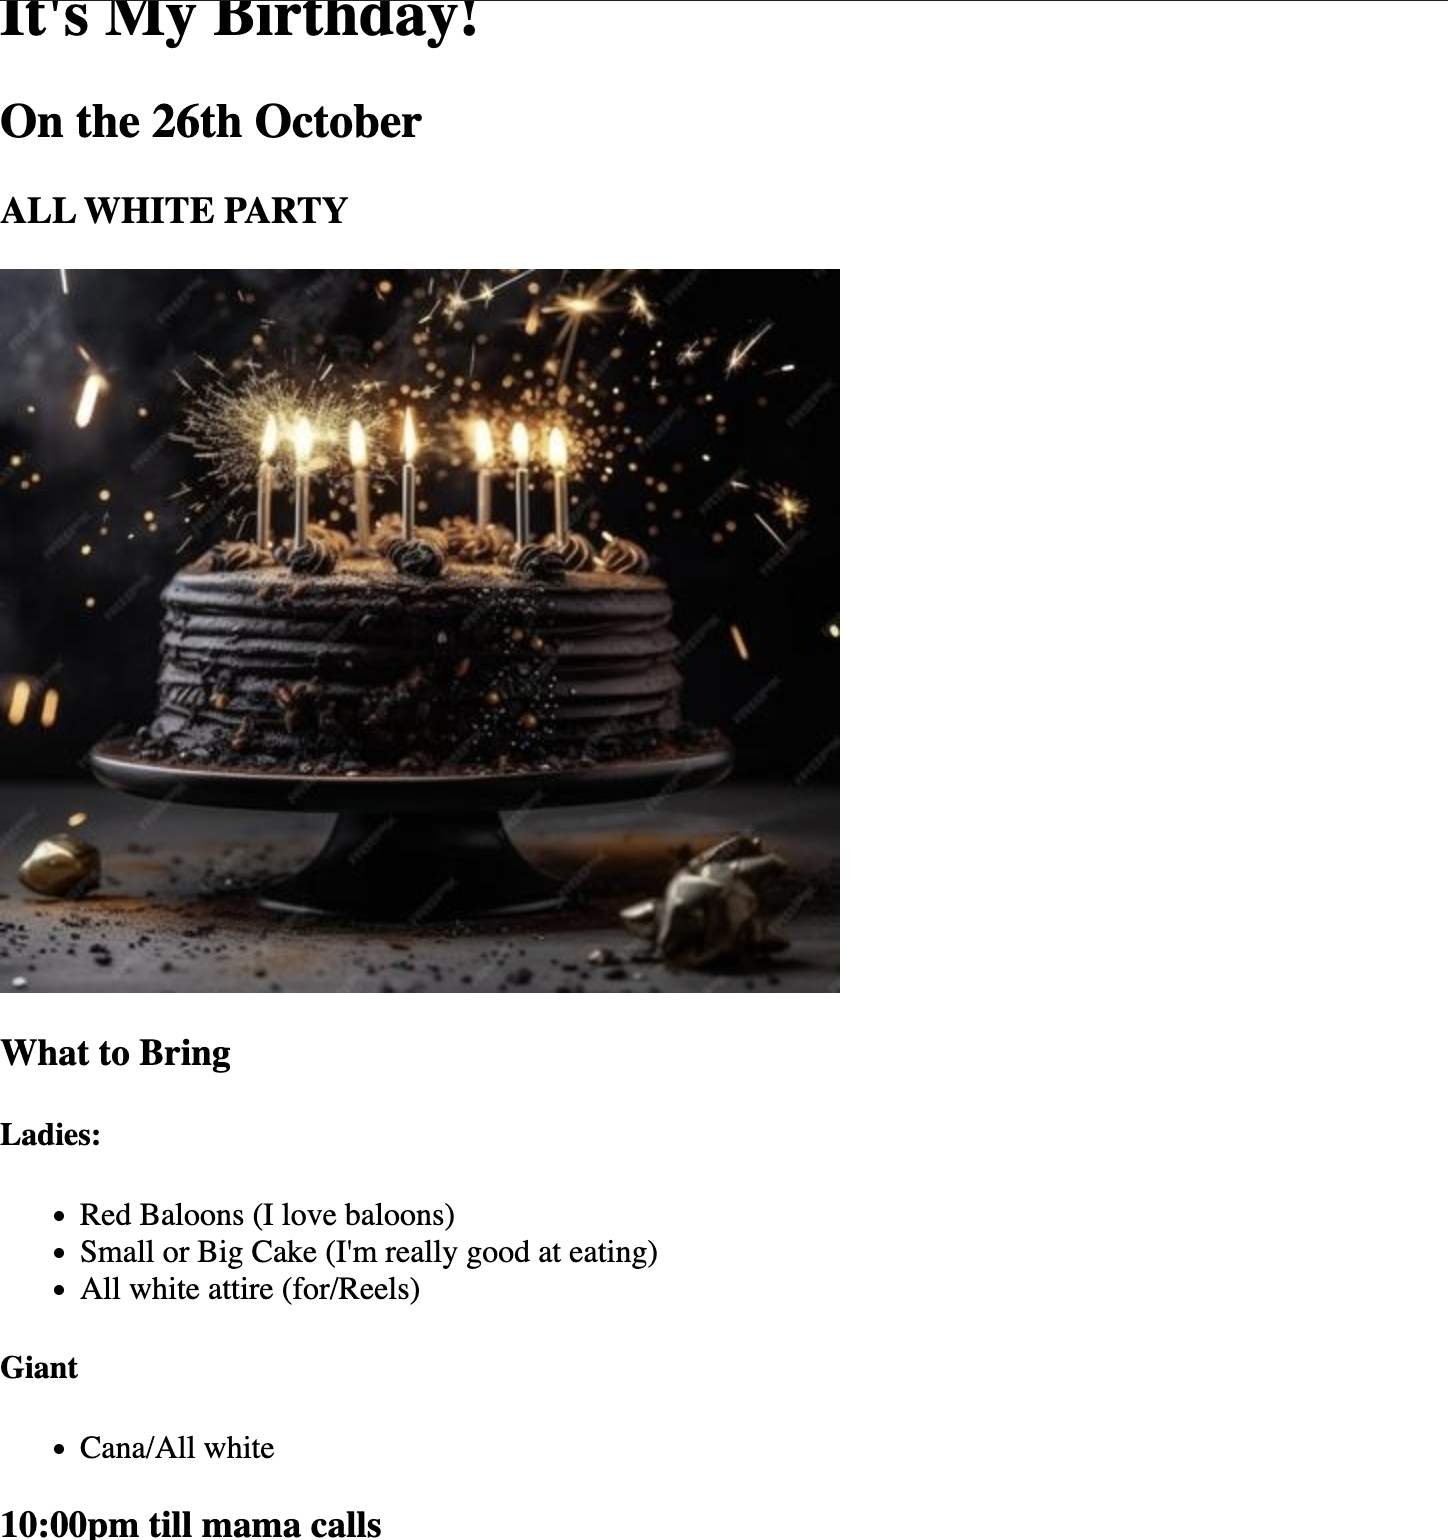 It's My Birthday!
On the 26th October
ALL WHITE PARTY
What to Bring
Ladies:
Red Baloons (I love baloons)
Small or Big Cake (I'm really good at eating)
All white attire (for/Reels)
Giant
Cana/All white
10:00pm till mama calls